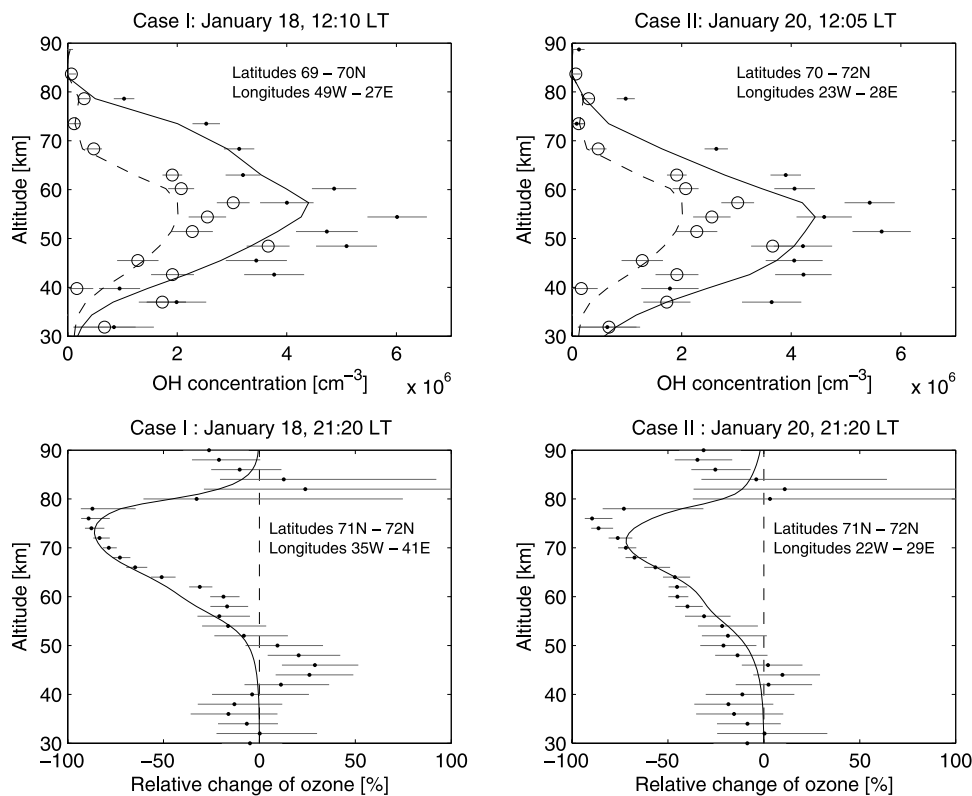 Case I: January 18, 12:10 LT
Latitudes 69 – 70N
Longitudes 49W – 27E
Altitude [km]
90
80
70
60
50
40
30
0 2 4 6
OH concentration [cm⁻³] x 10⁶
Case II: January 20, 12:05 LT
Latitudes 70 – 72N
Longitudes 23W – 28E
Altitude [km]
90
80
70
60
50
40
30
0 2 4 6
OH concentration [cm⁻³] x 10⁶
Case I : January 18, 21:20 LT
Latitudes 71N – 72N
Longitudes 35W – 41E
Altitude [km]
90
80
70
60
50
40
30
−100 −50 0 50 100
Relative change of ozone [%]
Case II : January 20, 21:20 LT
Latitudes 71N – 72N
Longitudes 22W – 29E
Altitude [km]
90
80
70
60
50
40
30
−100 −50 0 50 100
Relative change of ozone [%]